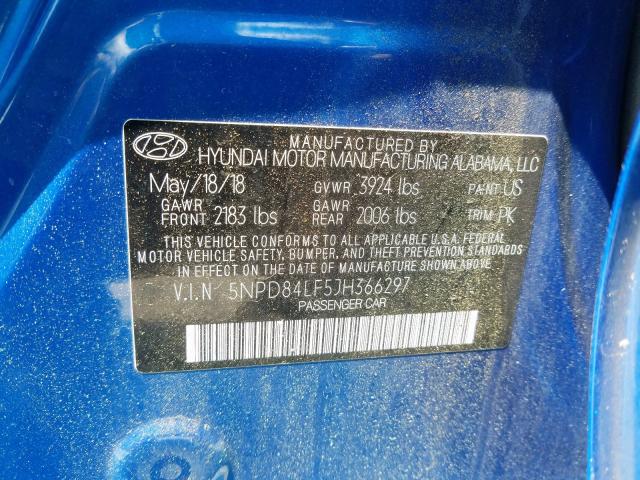 MANUFACTURED BY
HYUNDAI MOTOR MANUFACTURING ALABAMA, LLC
May/18/18 GVWR 3924 lbs PAINT US
GAWR FRONT 2183 lbs GAWR REAR 2006 lbs TRIM PK
THIS VEHICLE CONFORMS TO ALL APPLICABLE U.S.A. FEDERAL
MOTOR VEHICLE SAFETY, BUMPER, AND THEFT PREVENTION STANDARDS
IN EFFECT ON THE DATE OF MANUFACTURE SHOWN ABOVE.
V.I.N 5NPD84LF5JH366297
PASSENGER CAR